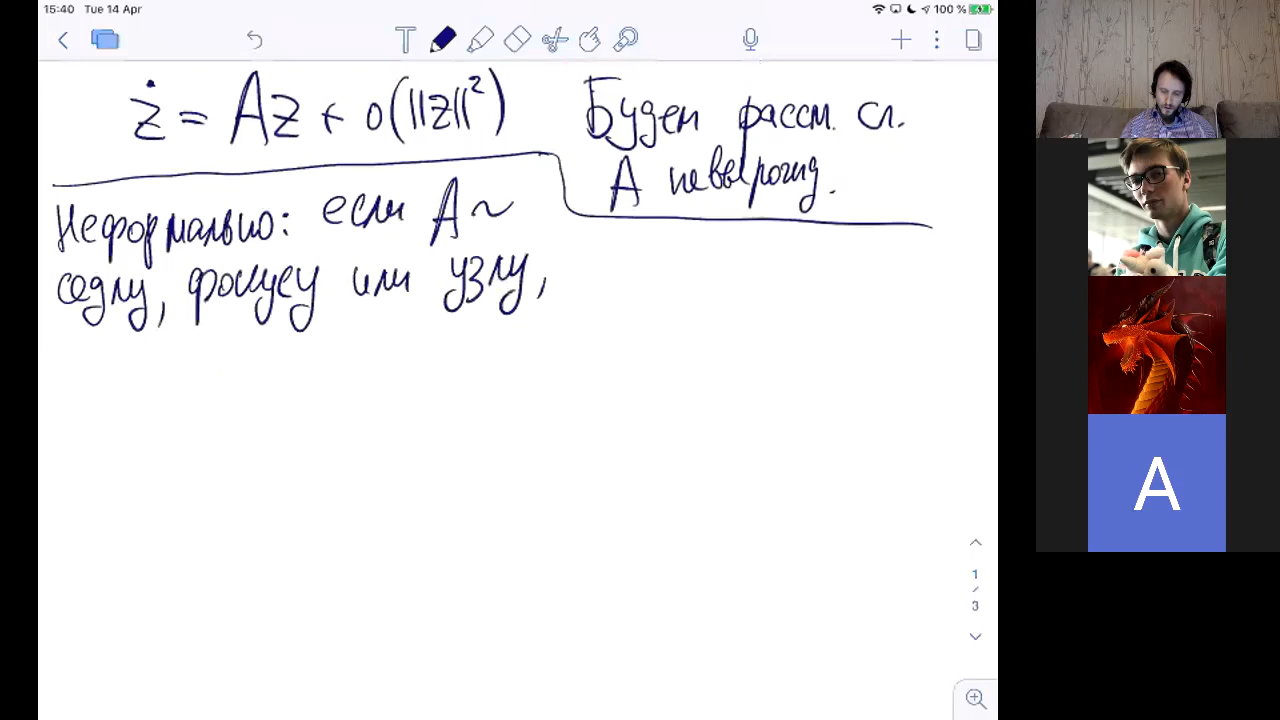 15:40 Tue 14 Apr
100 %
T
ż = Az + o(||z||²)
Будем рассм. сл.
A невырожд.
Неформально: если A ~
седлу, фокусу или узлу,
1
/
3
A